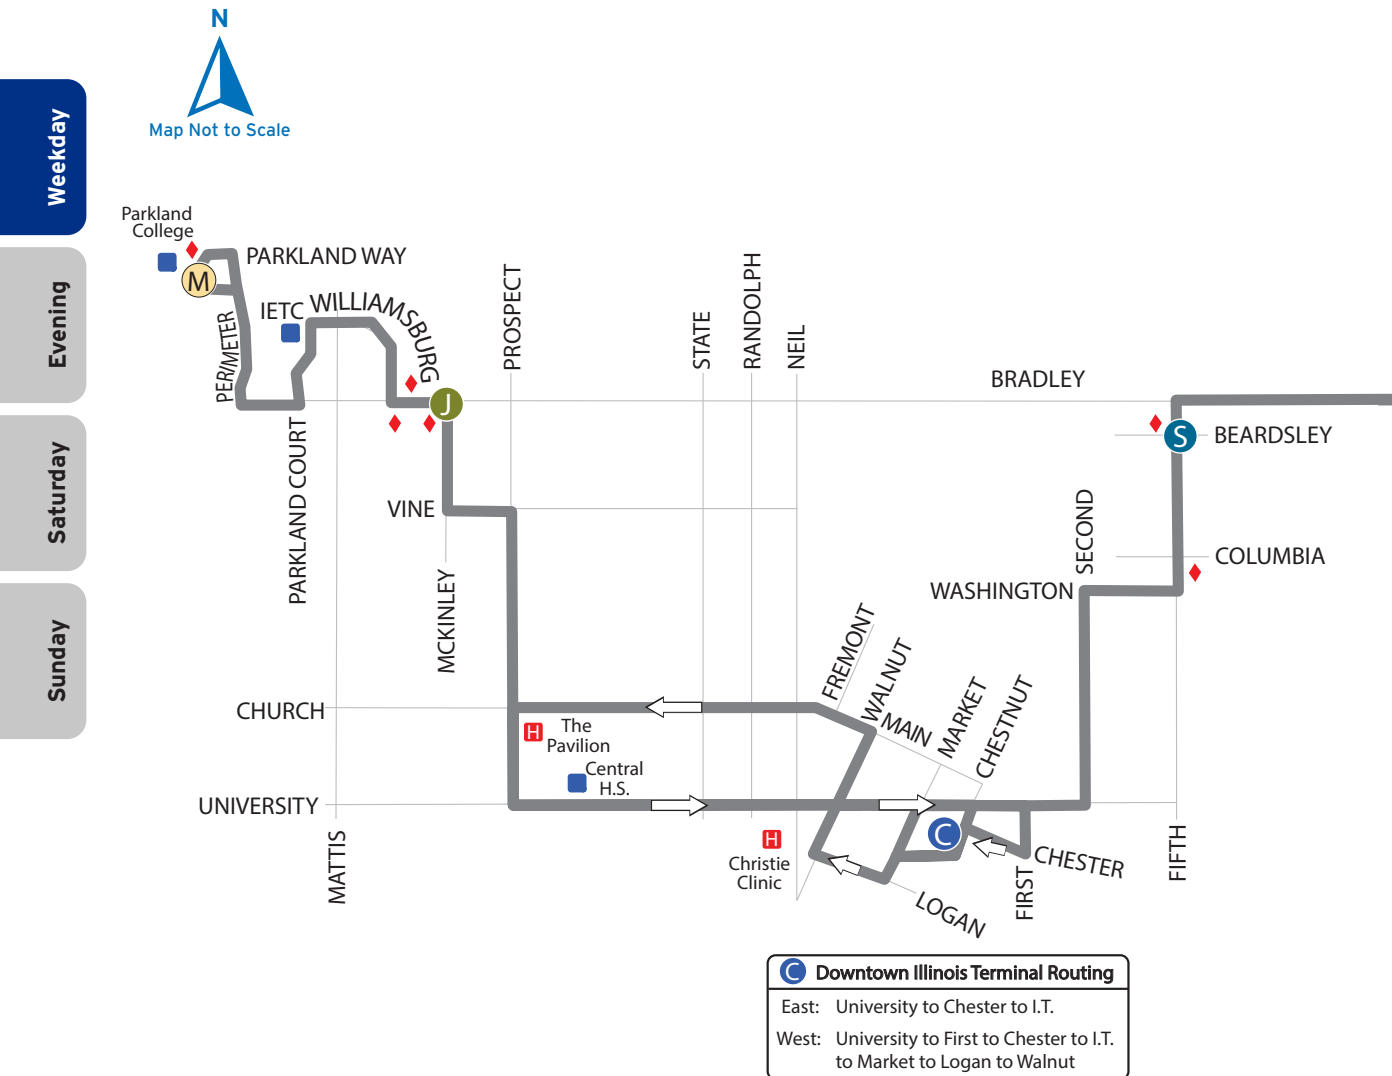 N
Map Not to Scale
Weekday
Evening
Saturday
Sunday
Parkland
College
M
PARKLAND WAY
IETC
WILLIAMSBURG
PERIMETER
PARKLAND COURT
J
PROSPECT
STATE
RANDOLPH
NEIL
BRADLEY
S
BEARDSLEY
VINE
MCKINLEY
SECOND
COLUMBIA
WASHINGTON
FREMONT
WALNUT
MAIN
MARKET
CHESTNUT
CHURCH
H
The
Pavilion
Central
H.S.
UNIVERSITY
MATTIS
H
Christie
Clinic
C
CHESTER
FIRST
FIFTH
LOGAN
C Downtown Illinois Terminal Routing
East: University to Chester to I.T.
West: University to First to Chester to I.T.
to Market to Logan to Walnut